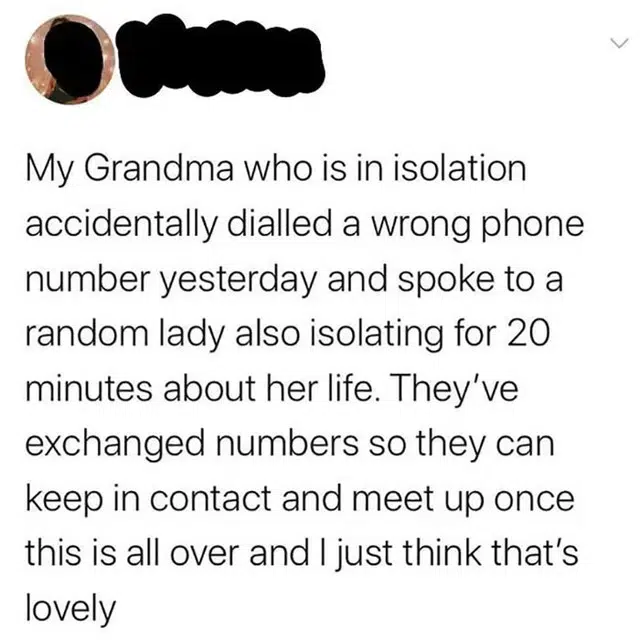 My Grandma who is in isolation
accidentally dialled a wrong phone
number yesterday and spoke to a
random lady also isolating for 20
minutes about her life. They've
exchanged numbers so they can
keep in contact and meet up once
this is all over and I just think that's
lovely